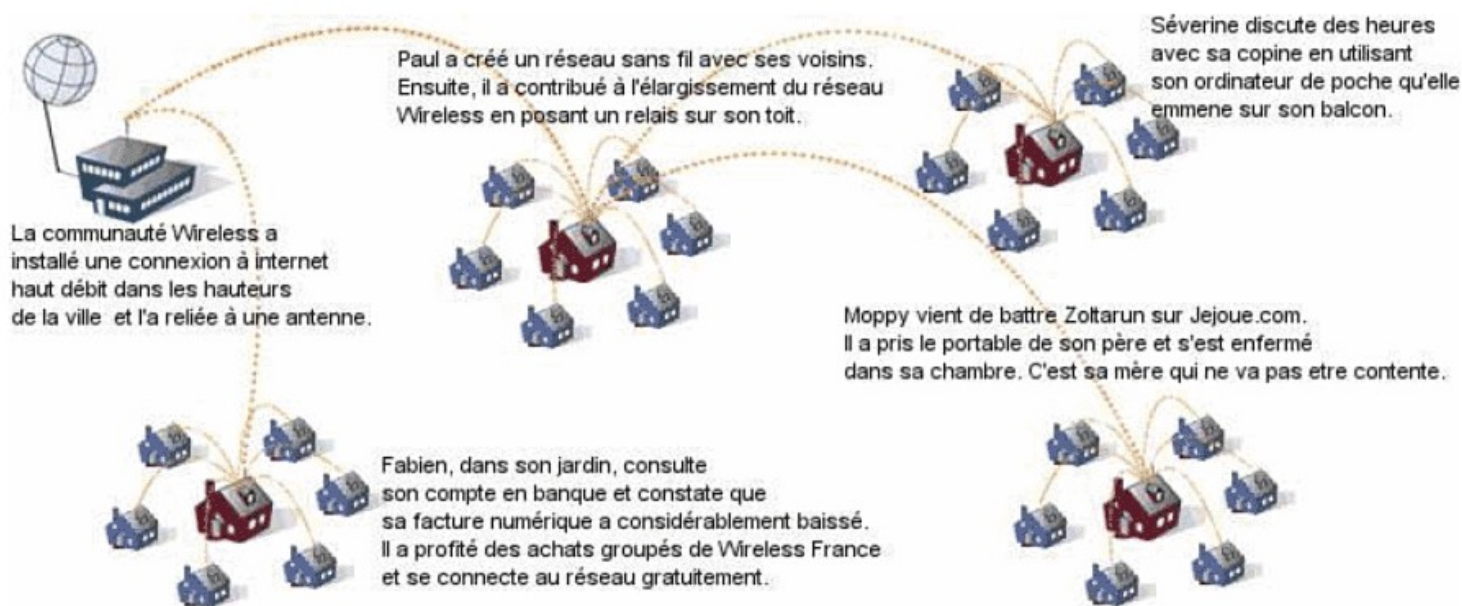 Paul a créé un réseau sans fil avec ses voisins.
Ensuite, il a contribué à l'élargissement du réseau
Wireless en posant un relais sur son toit.
Séverine discute des heures
avec sa copine en utilisant
son ordinateur de poche qu'elle
emmene sur son balcon.
La communauté Wireless a
installé une connexion à internet
haut débit dans les hauteurs
de la ville et l'a reliée à une antenne.
Moppy vient de battre Zoltarun sur Jejoue.com.
Il a pris le portable de son père et s'est enfermé
dans sa chambre. C'est sa mère qui ne va pas etre contente.
Fabien, dans son jardin, consulte
son compte en banque et constate que
sa facture numérique a considérablement baissé.
Il a profité des achats groupés de Wireless France
et se connecte au réseau gratuitement.